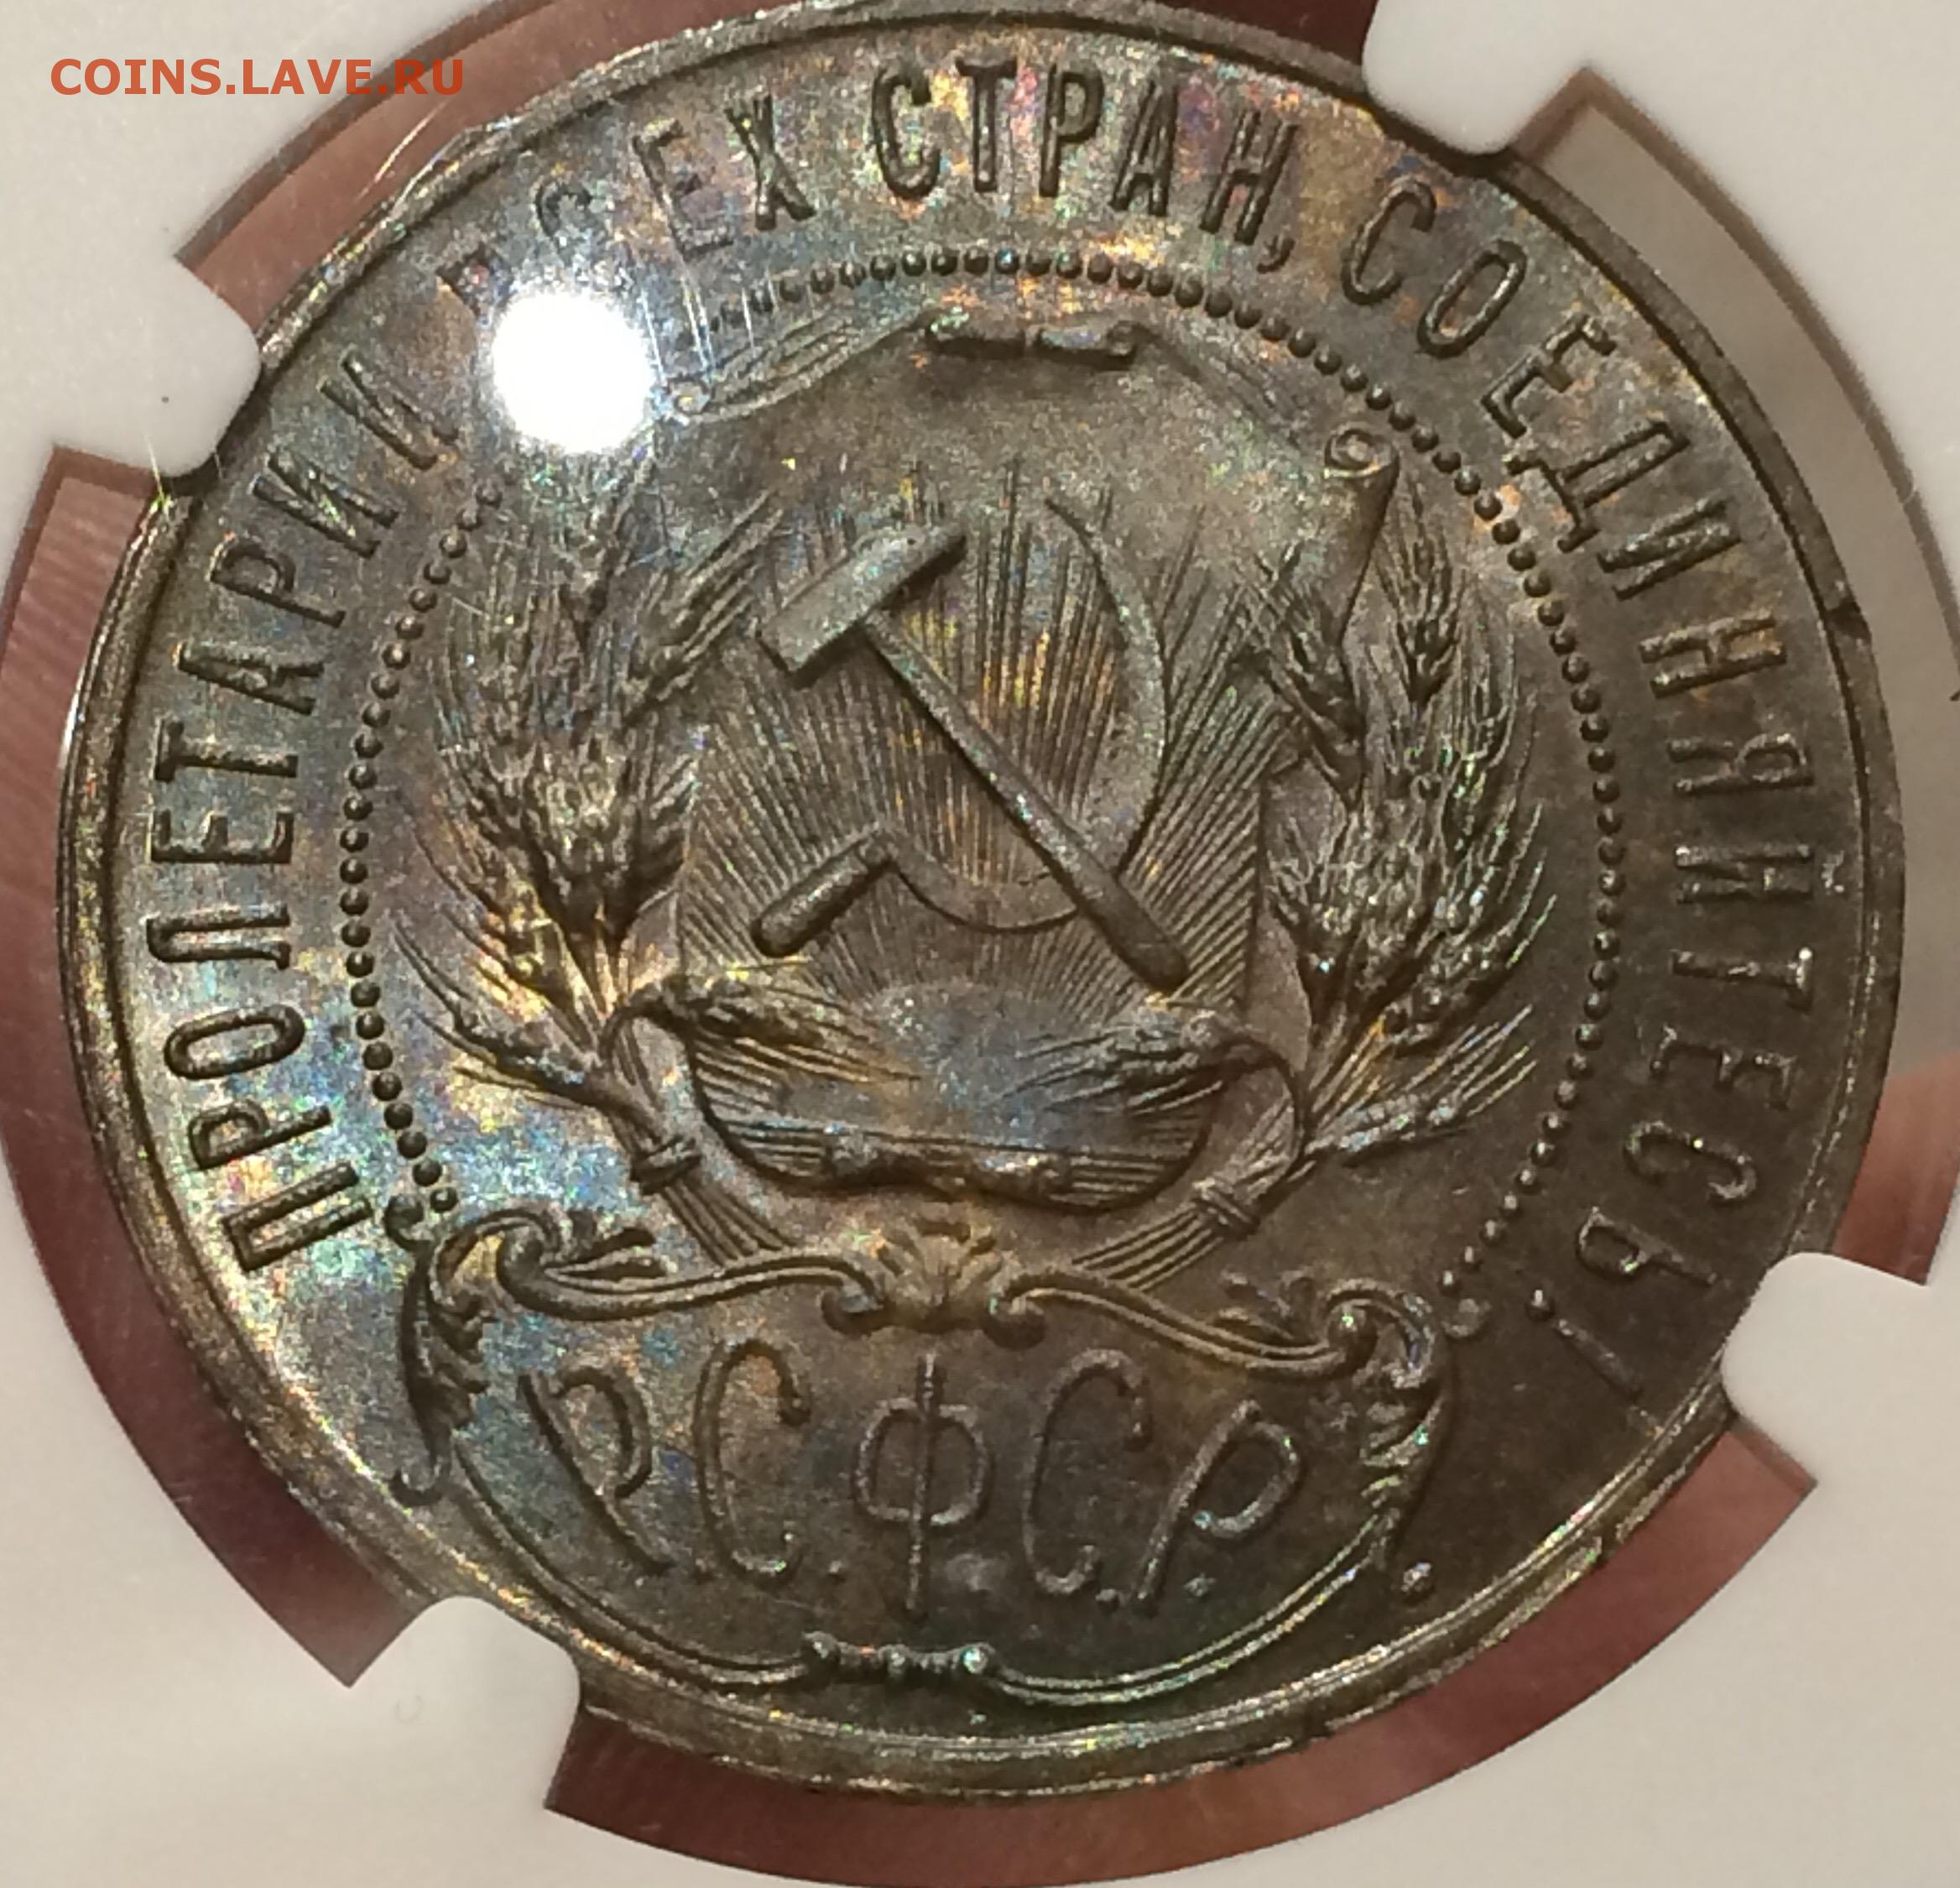 COINS.LAVE.RU
ПРОЛЕТАРИИ ВСЕХ СТРАН, СОЕДИНЯЙТЕСЬ!
Р.С.Ф.С.Р.